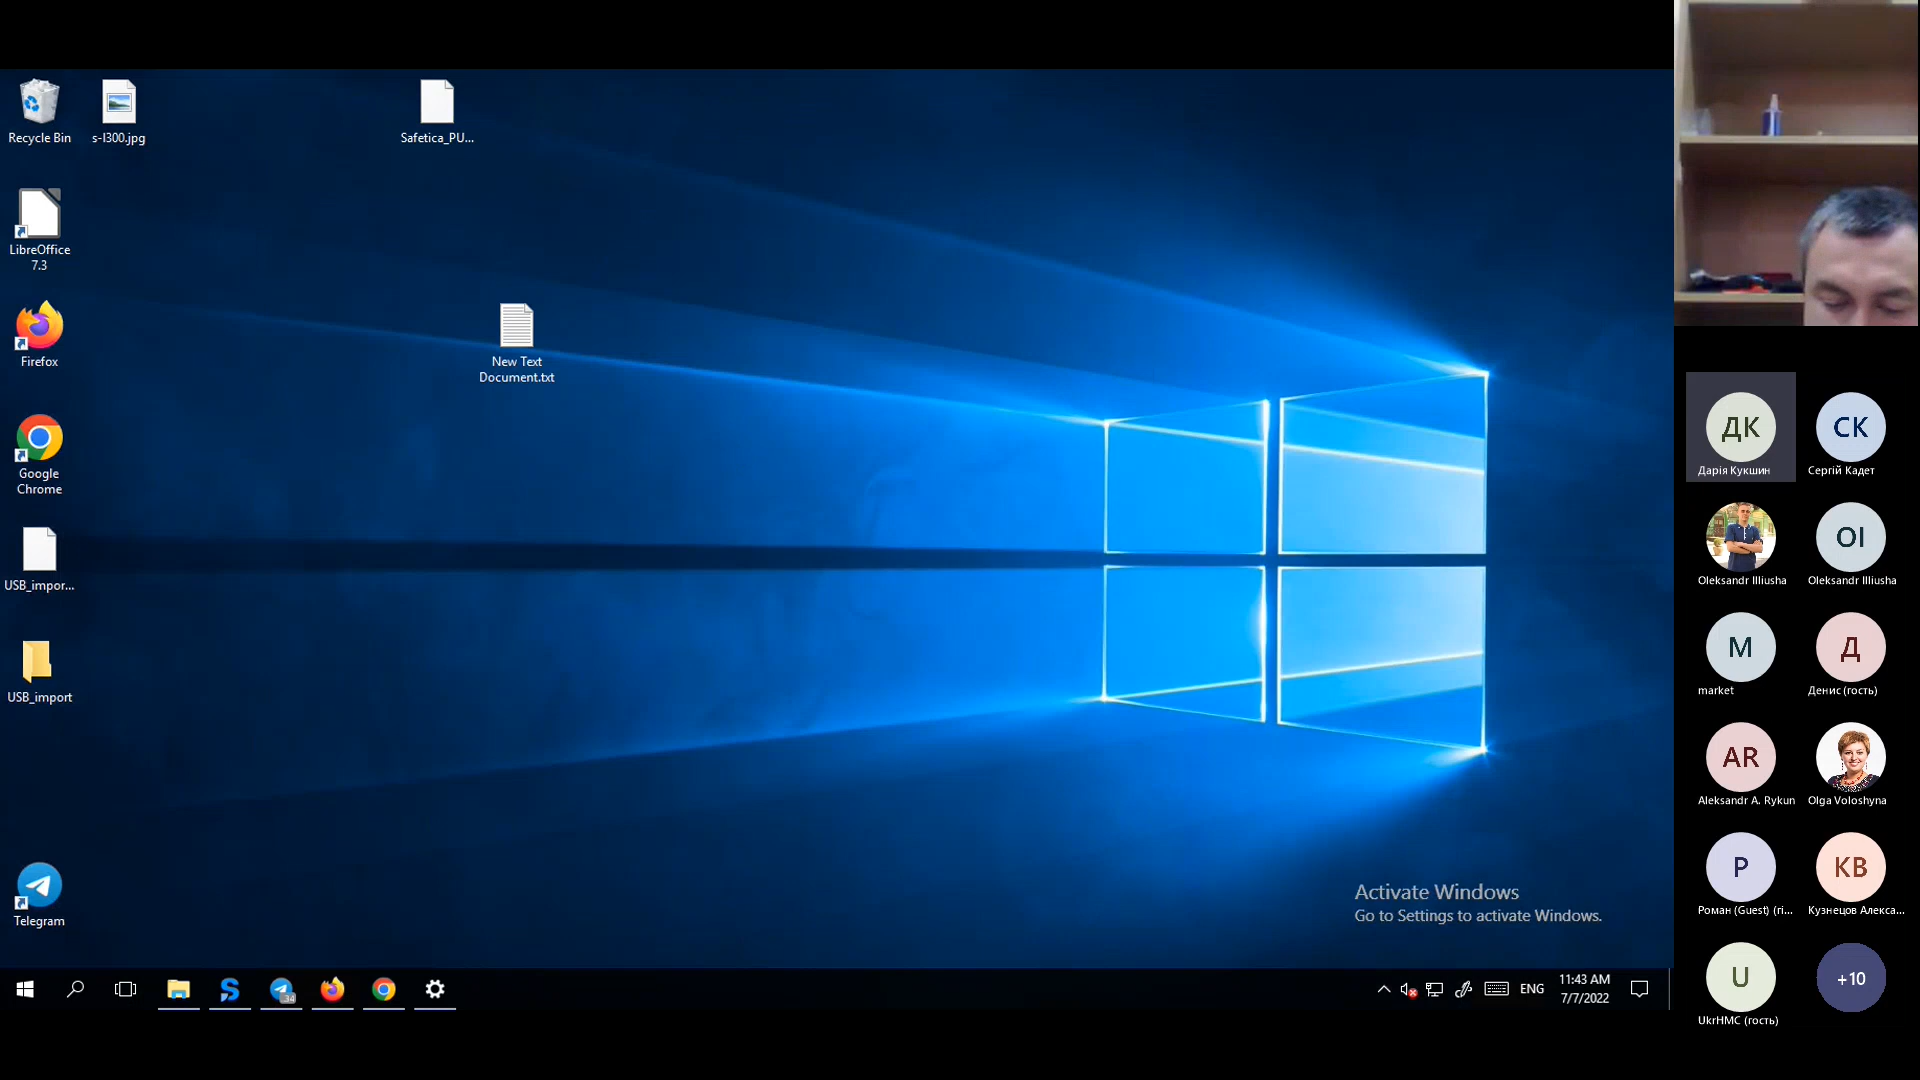 Recycle Bin
s-l300.jpg
Safetica_PU...
LibreOffice
7.3
Firefox
New Text
Document.txt
Google
Chrome
USB_impor...
USB_import
Telegram
Activate Windows
Go to Settings to activate Windows.
34
ENG
11:43 AM
7/7/2022
ДК
Дарія Кукшин
СК
Сергій Кадет
Oleksandr Illiusha
OI
Oleksandr Illiusha
M
market
Д
Денис (гость)
AR
Aleksandr A. Rykun
Olga Voloshyna
Р
Роман (Guest) (гі...
КВ
Кузнецов Алекса...
U
UkrHMC (гость)
+10